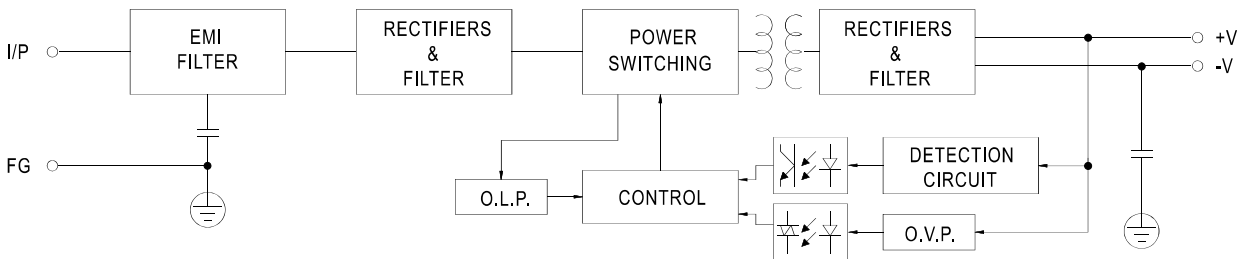 I/P
EMI
FILTER
RECTIFIERS
&
FILTER
POWER
SWITCHING
RECTIFIERS
&
FILTER
+V
-V
FG
O.L.P.
CONTROL
DETECTION
CIRCUIT
O.V.P.